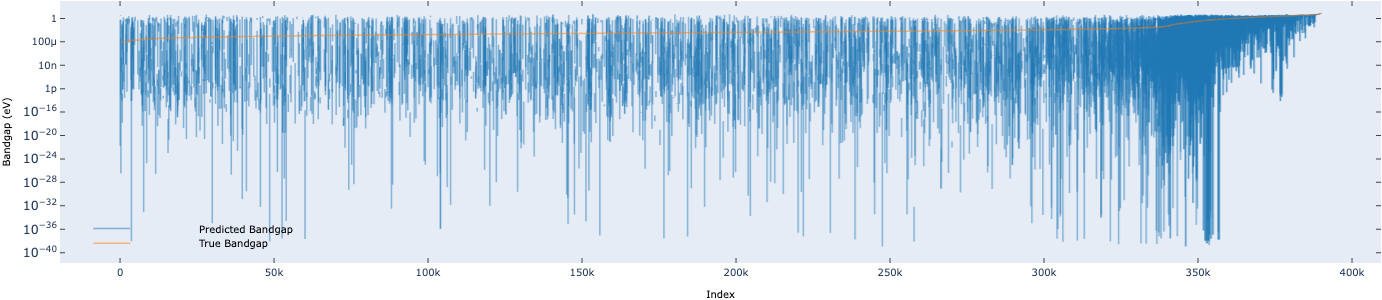 1
100μ
10n
1p
10−16
10−20
10−24
10−28
10−32
10−36
10−40
Bandgap (eV)
Predicted Bandgap
True Bandgap
0
50k
100k
150k
200k
250k
300k
350k
400k
Index